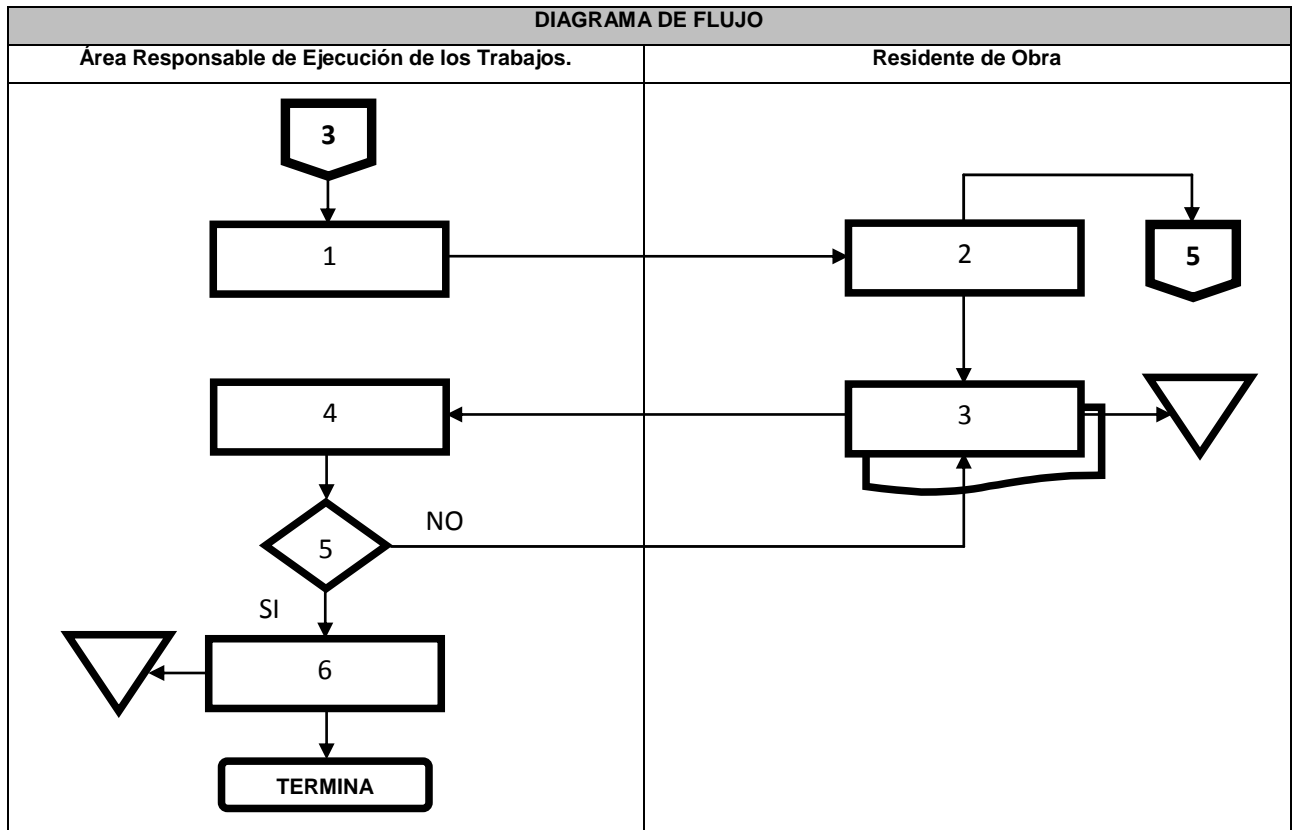 DIAGRAMA DE FLUJO
Área Responsable de Ejecución de los Trabajos.
Residente de Obra
3
1
2
5
4
3
5
NO
SI
6
TERMINA